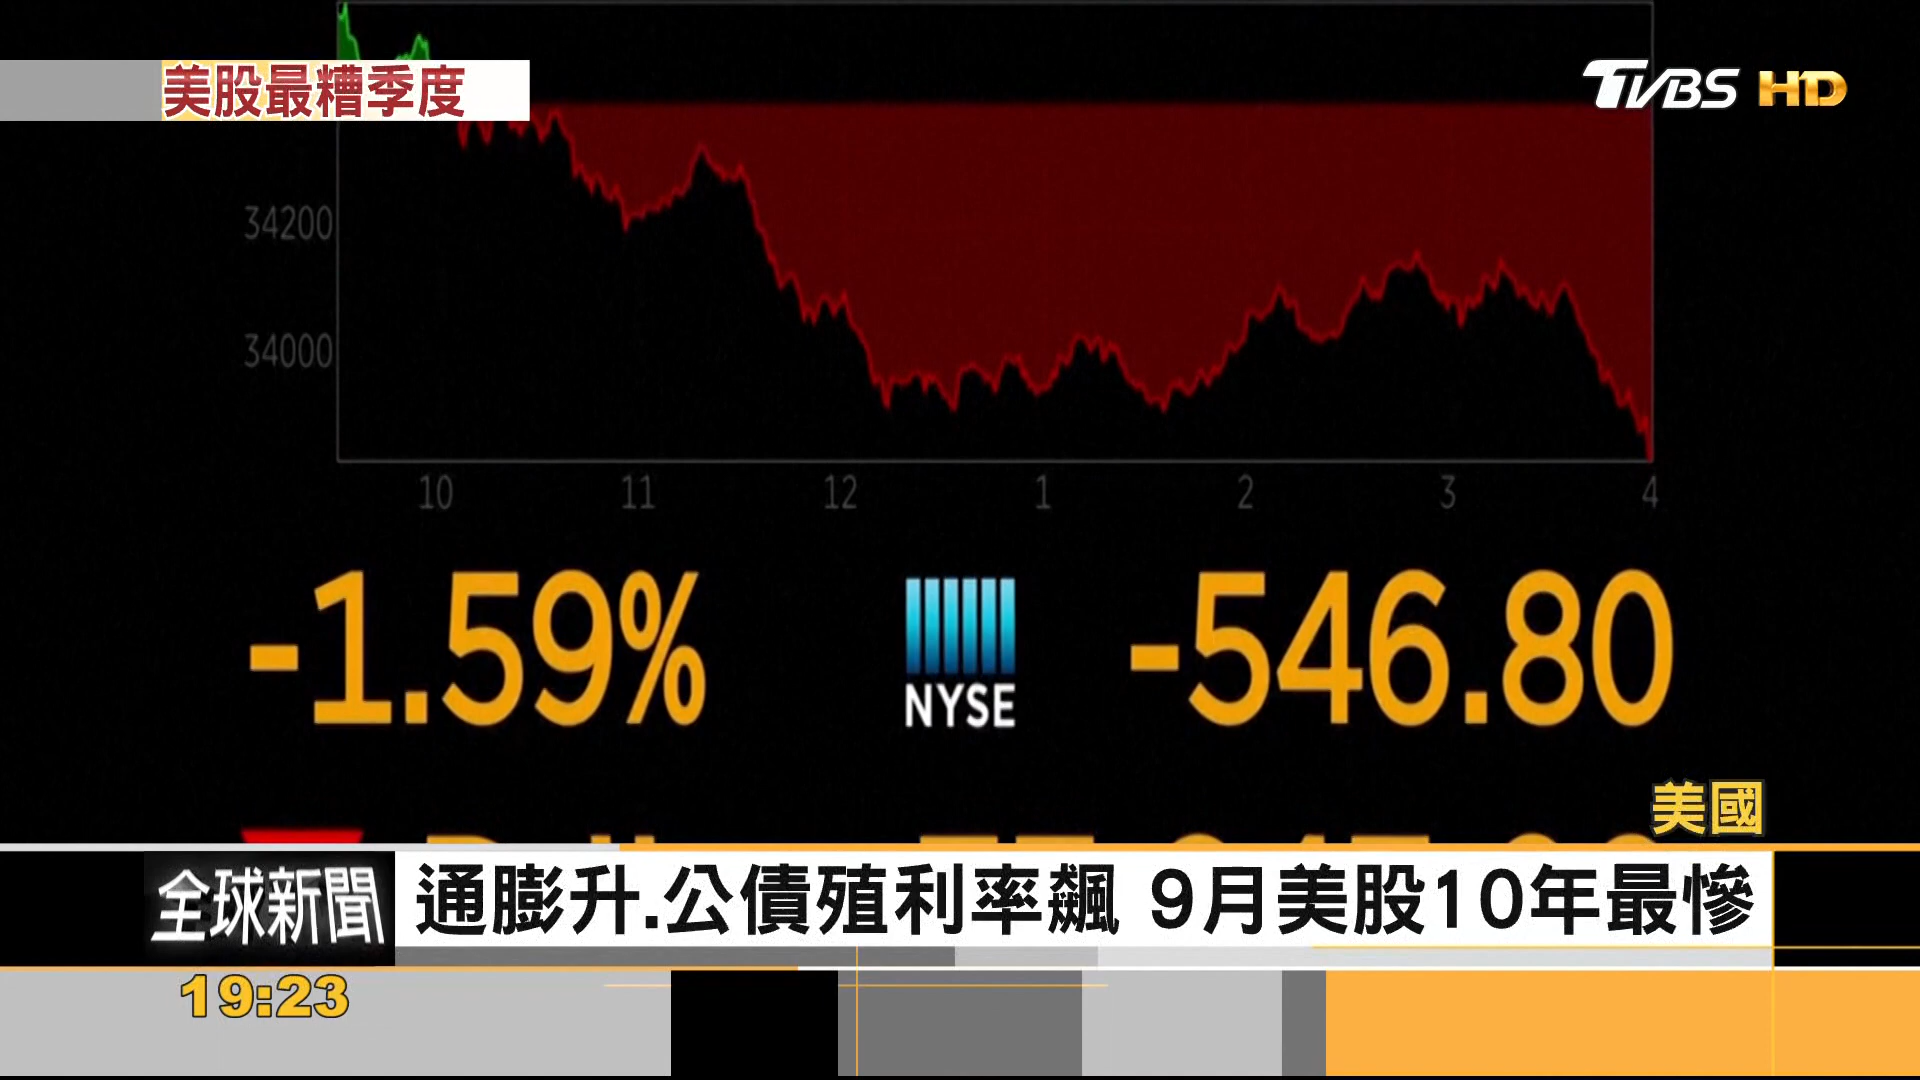 美股最糟季度
TVBS HD
34200
34000
10 11 12 1 2 3 4
-1.59%
NYSE
-546.80
美國
全球新聞
通膨升.公債殖利率飆 9月美股10年最慘
19:23